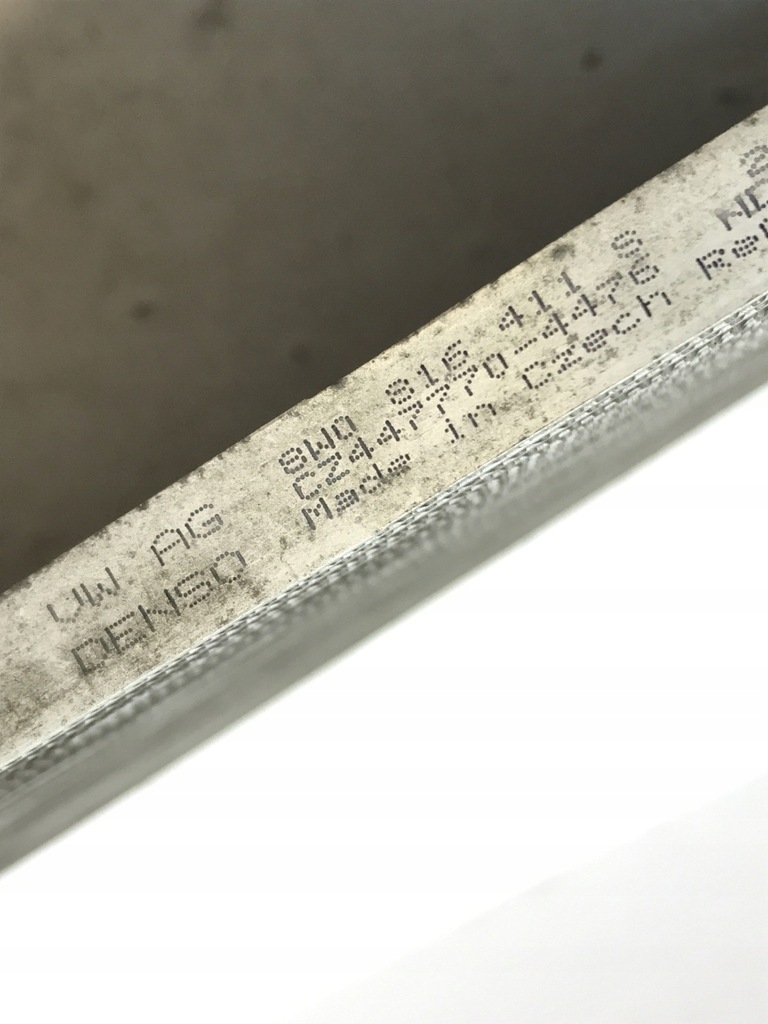 VW AG 8W0 816 411 S
DENSO CZ447770-4476
Made in Czech